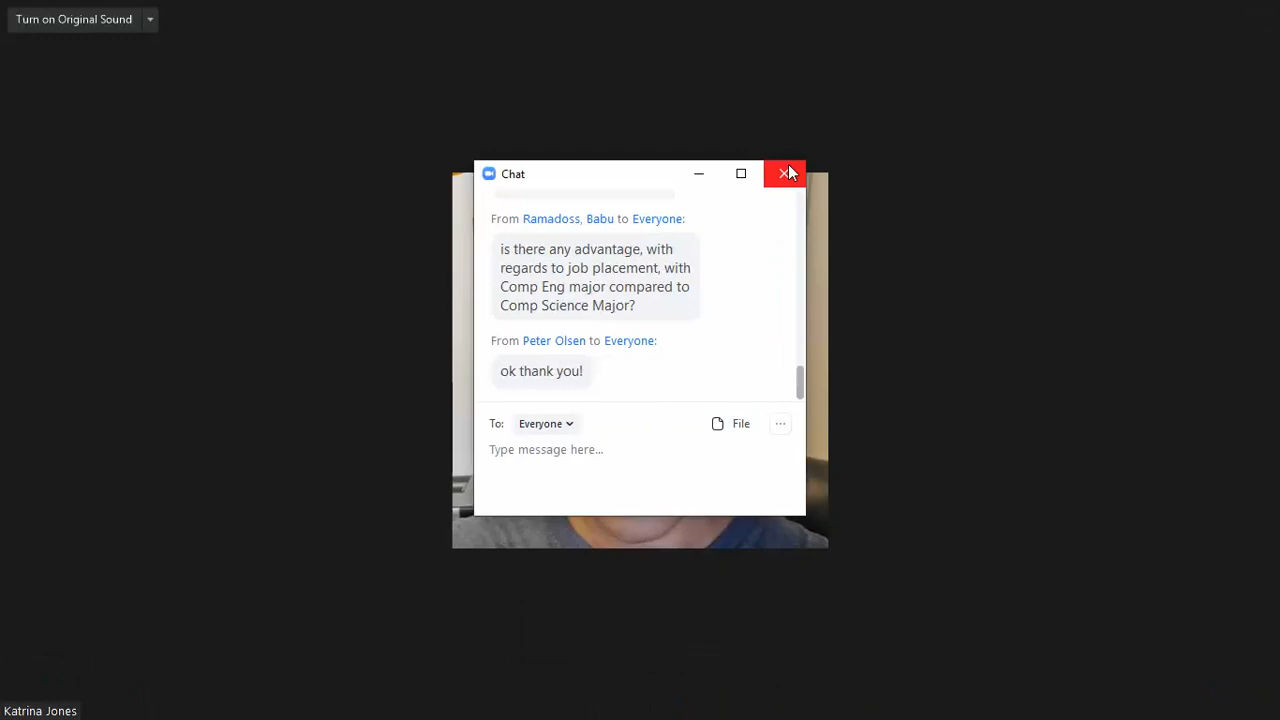 Turn on Original Sound
Chat
From Ramadoss, Babu to Everyone:
is there any advantage, with
regards to job placement, with
Comp Eng major compared to
Comp Science Major?
From Peter Olsen to Everyone:
ok thank you!
To: Everyone File ...
Type message here...
Katrina Jones